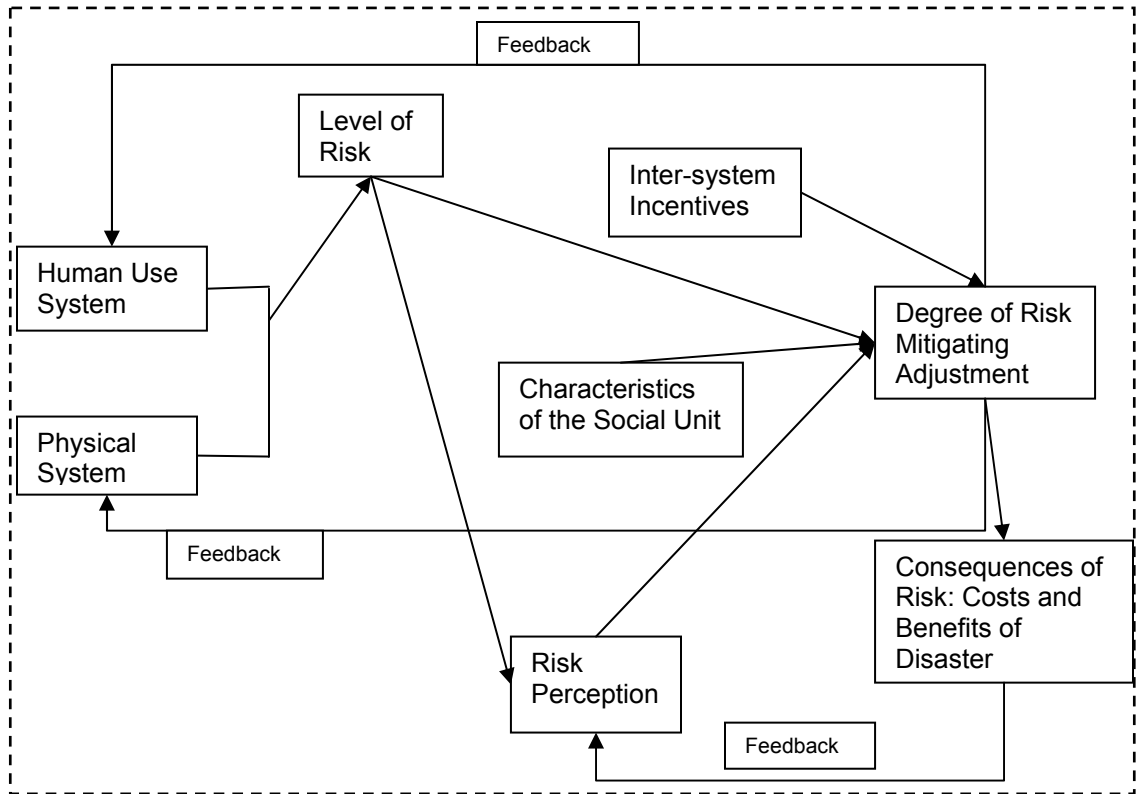 Feedback
Level of
Risk
Inter-system
Incentives
Human Use
System
Degree of Risk
Mitigating
Adjustment
Characteristics
of the Social Unit
Physical
System
Feedback
Consequences of
Risk: Costs and
Benefits of
Disaster
Risk
Perception
Feedback